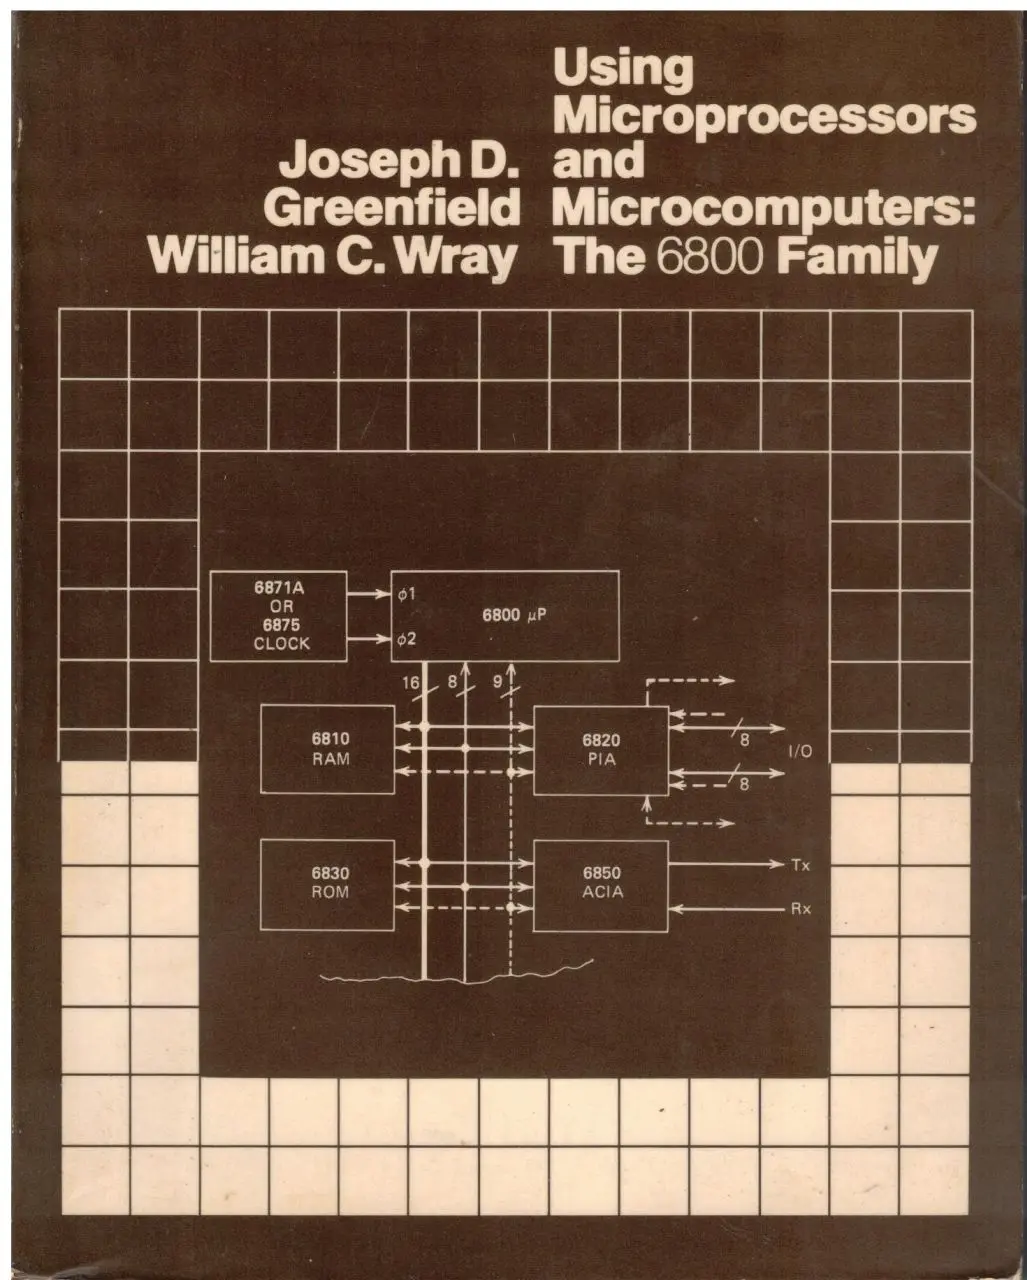 Using
Microprocessors
Joseph D. and
Greenfield Microcomputers:
William C. Wray The 6800 Family
6871A
OR
6875
CLOCK
φ1
φ2
6800 μP
16
8
9
6810
RAM
6820
PIA
8
8
I/O
6830
ROM
6850
ACIA
Tx
Rx